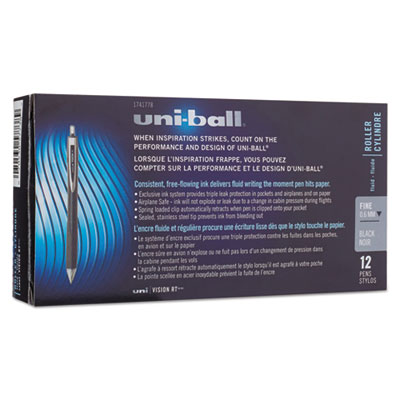 1741778
uni-ball
WHEN INSPIRATION STRIKES, COUNT ON THE
PERFORMANCE AND DESIGN OF UNI-BALL®
LORSQUE L'INSPIRATION FRAPPE, VOUS POUVEZ
COMPTER SUR LA PERFORMANCE ET LE DESIGN D'UNI-BALL®
Consistent, free-flowing ink delivers fluid writing the moment pen hits paper.
• Exclusive ink system offers triple protection against leaks on planes and in pockets
• Airplane Safe - ink will not explode or leak due to a change in cabin pressure during flights
• Spring loaded clip automatically retracts point when clipped onto pocket
• Sealed, stainless steel tip prevents ink from bleeding out
L'encre fluide et régulière procure une écriture lisse dès que le stylo touche le papier.
• Le système d'encre exclusif procure une triple protection contre les fuites dans les poches,
en avion et sur le papier
• L'encre sûre en avion n'explose ou ne fuit pas lors d'un changement de pression dans
la cabine pendant les vols
• L'agrafe à ressort rétracte automatiquement le stylo lorsqu'il est agrafé à votre poche
• La pointe scellée en acier inoxydable prévient la fuite de l'encre
uni | VISION RT
ROLLER
CYLINDRE
fluid · fluide
FINE
0.6 MM
BLACK
NOIR
12
PENS
STYLOS